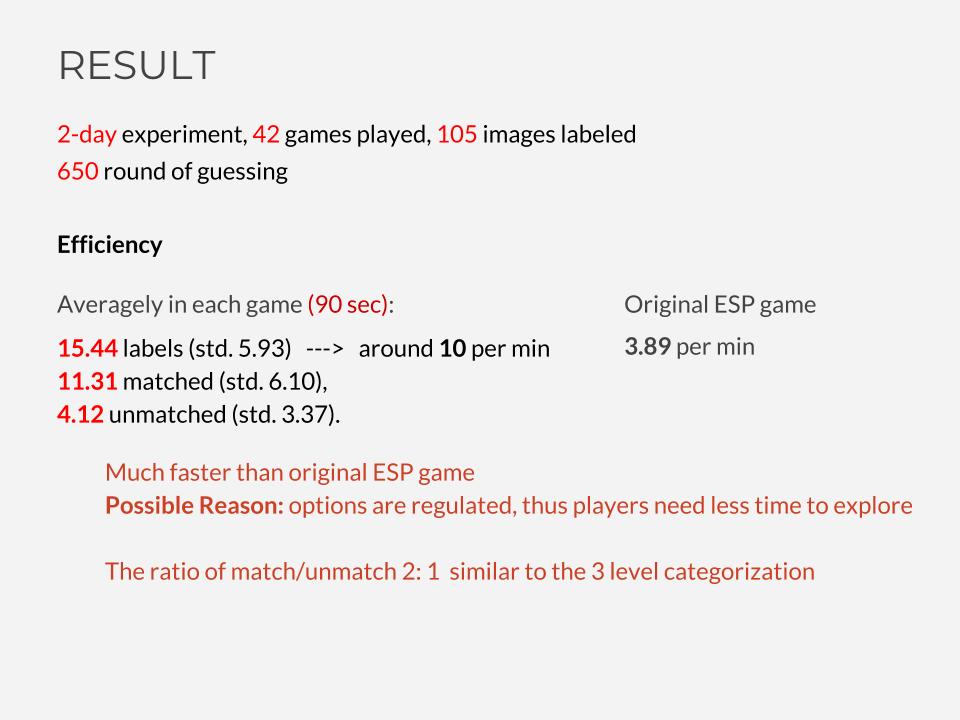 RESULT
2-day experiment, 42 games played, 105 images labeled
650 round of guessing
Efficiency
Averagely in each game (90 sec):
15.44 labels (std. 5.93) ---> around 10 per min
11.31 matched (std. 6.10),
4.12 unmatched (std. 3.37).
Original ESP game
3.89 per min
Much faster than original ESP game
Possible Reason: options are regulated, thus players need less time to explore
The ratio of match/unmatch 2: 1 similar to the 3 level categorization